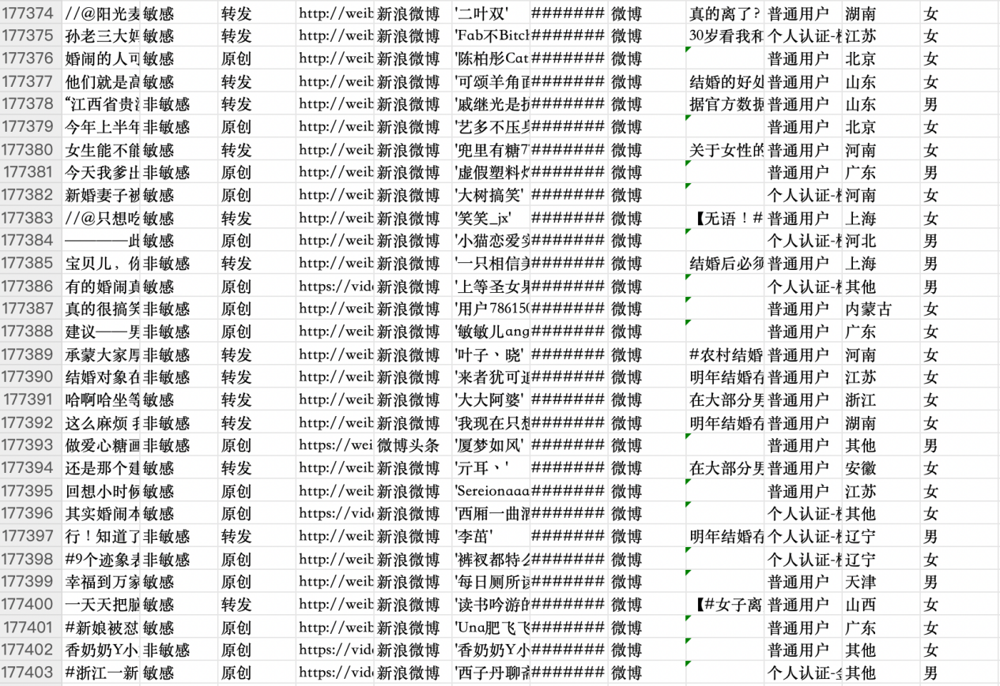 177374 //@阳光麦 敏感 转发 http://weib 新浪微博 '二叶双' ####### 微博 真的离了? 普通用户 湖南 女
177375 孙老三大妈 敏感 转发 http://weib 新浪微博 'Fab不Bitch ####### 微博 30岁看我和 个人认证-橙 江苏 女
177376 婚闹的人可 敏感 原创 http://weib 新浪微博 '陈柏彤Cat ####### 微博 普通用户 北京 女
177377 他们就是高 敏感 转发 http://weib 新浪微博 '可颂羊角面 ####### 微博 结婚的好处 普通用户 山东 女
177378 “江西省贵溪 非敏感 转发 http://weib 新浪微博 '戚继光是抗 ####### 微博 据官方数据 普通用户 山东 男
177379 今年上半年 非敏感 原创 http://weib 新浪微博 '艺多不压身 ####### 微博 普通用户 北京 女
177380 女生能不能 敏感 转发 http://weib 新浪微博 '兜里有糖7 ####### 微博 关于女性的 普通用户 河南 女
177381 今天我爹出 非敏感 原创 http://weib 新浪微博 '虚假塑料 ####### 微博 普通用户 广东 男
177382 新婚妻子被 敏感 原创 http://weib 新浪微博 '大树搞笑' ####### 微博 个人认证-橙 河南 女
177383 //@只想吃 敏感 转发 http://weib 新浪微博 '笑笑_jx' ####### 微博 【无语！# 普通用户 上海 女
177384 ————此 敏感 原创 http://weib 新浪微博 '小猫恋爱实 ####### 微博 个人认证-橙 河北 男
177385 宝贝儿，你 非敏感 转发 http://weib 新浪微博 '一只相信美 ####### 微博 结婚后必须 普通用户 上海 男
177386 有的婚闹真 敏感 原创 https://vide 新浪微博 '上等圣女果 ####### 微博 个人认证-橙 其他 男
177387 真的很搞笑 非敏感 原创 http://weib 新浪微博 '用户786150 ####### 微博 普通用户 内蒙古 女
177388 建议——男 非敏感 原创 http://weib 新浪微博 '敏敏儿ang ####### 微博 普通用户 广东 女
177389 承蒙大家厚 敏感 转发 http://weib 新浪微博 '叶子、晓' ####### 微博 #农村结婚 普通用户 河南 女
177390 结婚对象在 非敏感 转发 http://weib 新浪微博 '来者犹可追 ####### 微博 明年结婚存 普通用户 江苏 女
177391 哈啊哈坐等 敏感 转发 http://weib 新浪微博 '大大阿婆' ####### 微博 在大部分男 普通用户 浙江 女
177392 这么麻烦 我 非敏感 转发 http://weib 新浪微博 '我现在只想 ####### 微博 明年结婚存 普通用户 湖南 女
177393 做爱心糖画 非敏感 原创 https://wei 微博头条 '厦梦如风' ####### 微博 普通用户 其他 男
177394 还是那个建 敏感 转发 http://weib 新浪微博 '亓耳、' ####### 微博 在大部分男 普通用户 安徽 女
177395 回想小时候 敏感 原创 http://weib 新浪微博 'Sereionaaa ####### 微博 普通用户 江苏 女
177396 其实婚闹本 敏感 原创 https://vide 新浪微博 '西厢一曲酒 ####### 微博 个人认证-橙 其他 女
177397 行！知道了 敏感 转发 http://weib 新浪微博 '李茁' ####### 微博 明年结婚存 个人认证-橙 辽宁 男
177398 #9个迹象表 非敏感 原创 http://weib 新浪微博 '裤衩都特么 ####### 微博 个人认证-橙 辽宁 女
177399 幸福到万家 敏感 原创 http://weib 新浪微博 '每日厕所读 ####### 微博 普通用户 天津 男
177400 一天天把脑 敏感 转发 http://weib 新浪微博 '读书吟游的 ####### 微博 【#女子离 普通用户 山西 女
177401 #新娘被怼 敏感 原创 http://weib 新浪微博 'Una肥飞飞 ####### 微博 普通用户 广东 女
177402 香奶奶Y小 非敏感 原创 https://vide 新浪微博 '香奶奶Y小 ####### 微博 普通用户 其他 女
177403 #浙江一新 敏感 原创 https://vide 新浪微博 '西子丹聊斋 ####### 微博 个人认证-金 其他 男